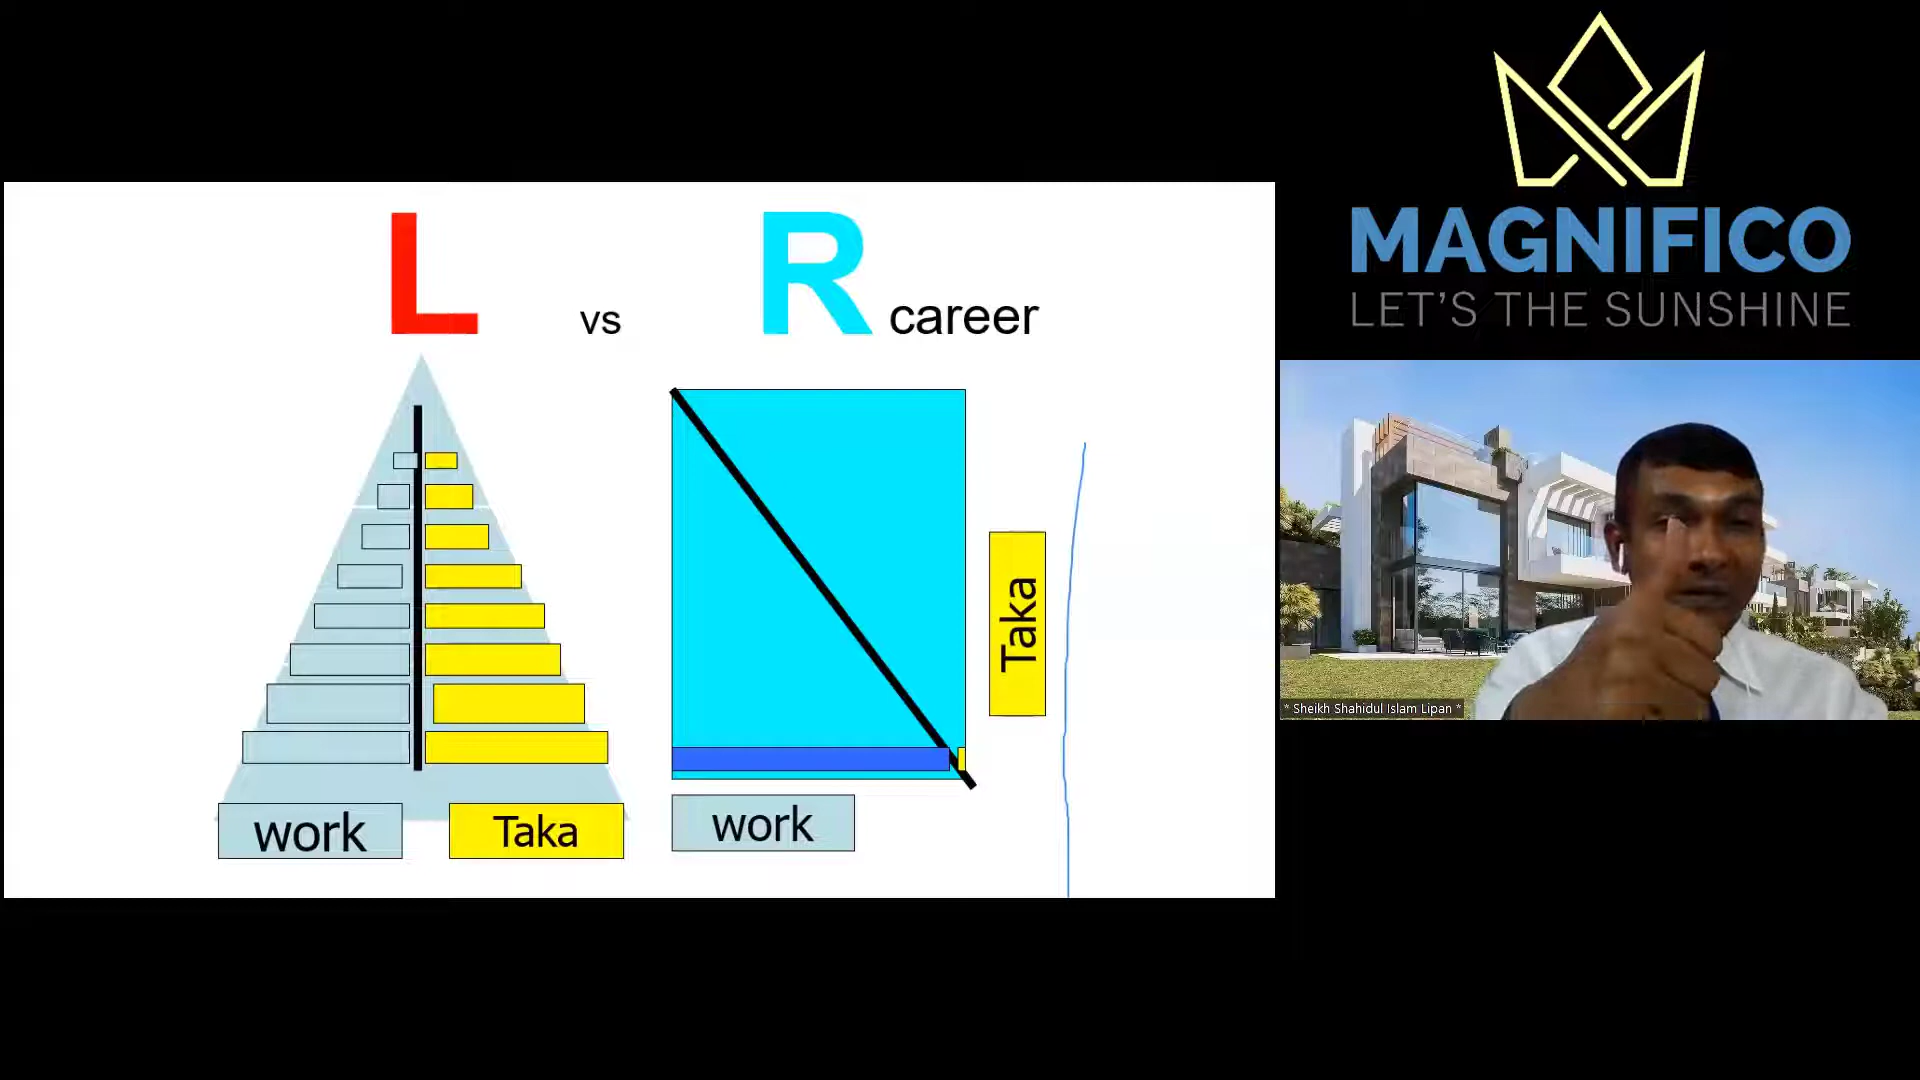 L vs R career
Taka
work
Taka
work
MAGNIFICO
LET'S THE SUNSHINE
* Sheikh Shahidul Islam Lipan *